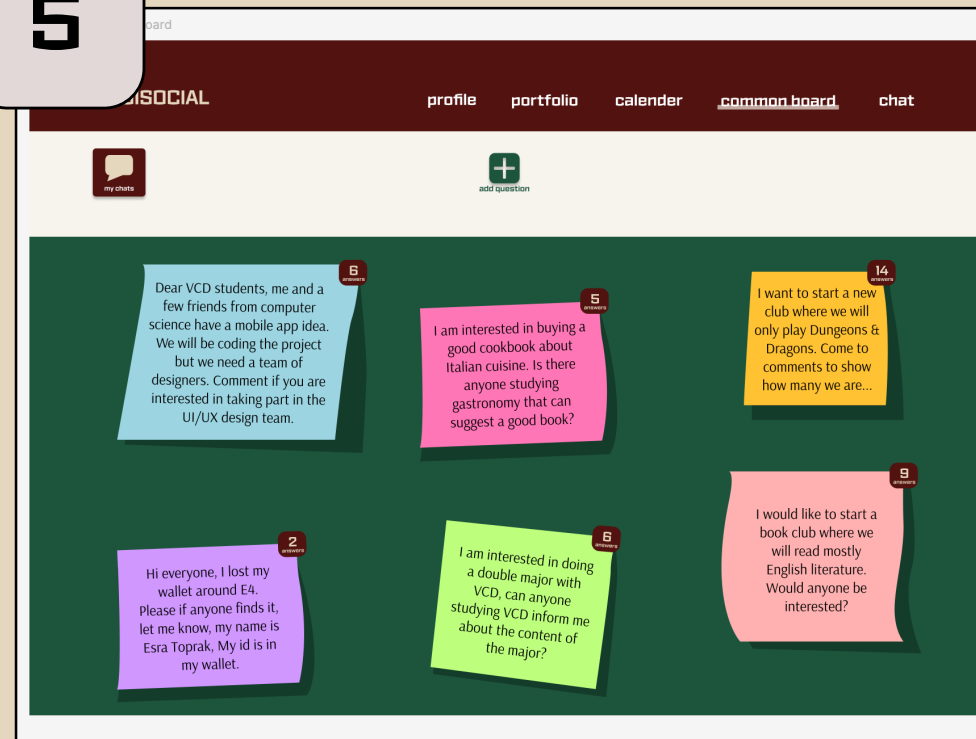 5
oard
ISOCIAL
profile portfolio calender common board chat
my chats
add question
6
answers
Dear VCD students, me and a
few friends from computer
science have a mobile app idea.
We will be coding the project
but we need a team of
designers. Comment if you are
interested in taking part in the
UI/UX design team.
5
answers
I am interested in buying a
good cookbook about
Italian cuisine. Is there
anyone studying
gastronomy that can
suggest a good book?
14
answers
I want to start a new
club where we will
only play Dungeons &
Dragons. Come to
comments to show
how many we are...
2
answers
Hi everyone, I lost my
wallet around E4.
Please if anyone finds it,
let me know, my name is
Esra Toprak, My id is in
my wallet.
6
answers
I am interested in doing
a double major with
VCD, can anyone
studying VCD inform me
about the content of
the major?
9
answers
I would like to start a
book club where we
will read mostly
English literature.
Would anyone be
interested?